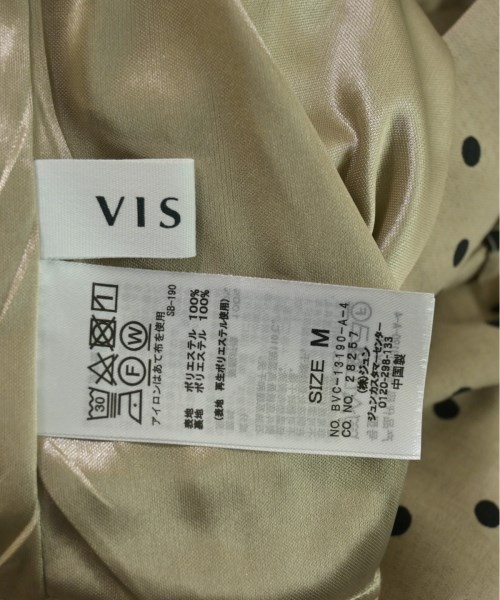 VIS
30
F
W
アイロンはあて布を使用
SB-190
表地 ポリエステル 100%
裏地 ポリエステル 100%
(表地 再生ポリエステル使用)
SIZE M
NO. BVC-13190-A-4
CO. NO. 28257
(株)ジュン
ジュンカスタマーセンター
0120-298-133
中国製